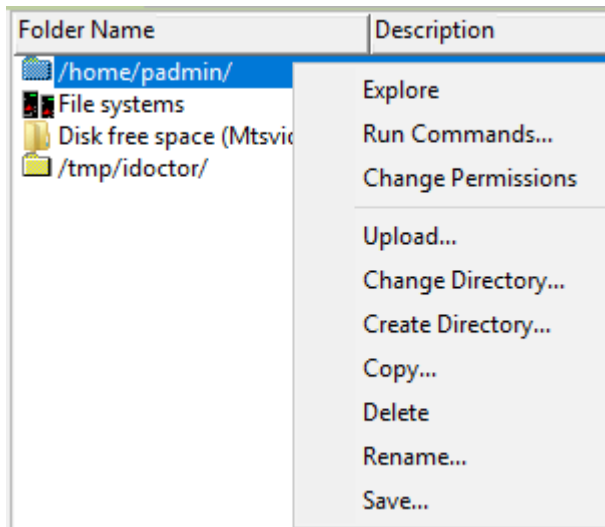 Folder Name Description
/home/padmin/
File systems
Disk free space (Mtsvi
/tmp/idoctor/
Explore
Run Commands...
Change Permissions
Upload...
Change Directory...
Create Directory...
Copy...
Delete
Rename...
Save...